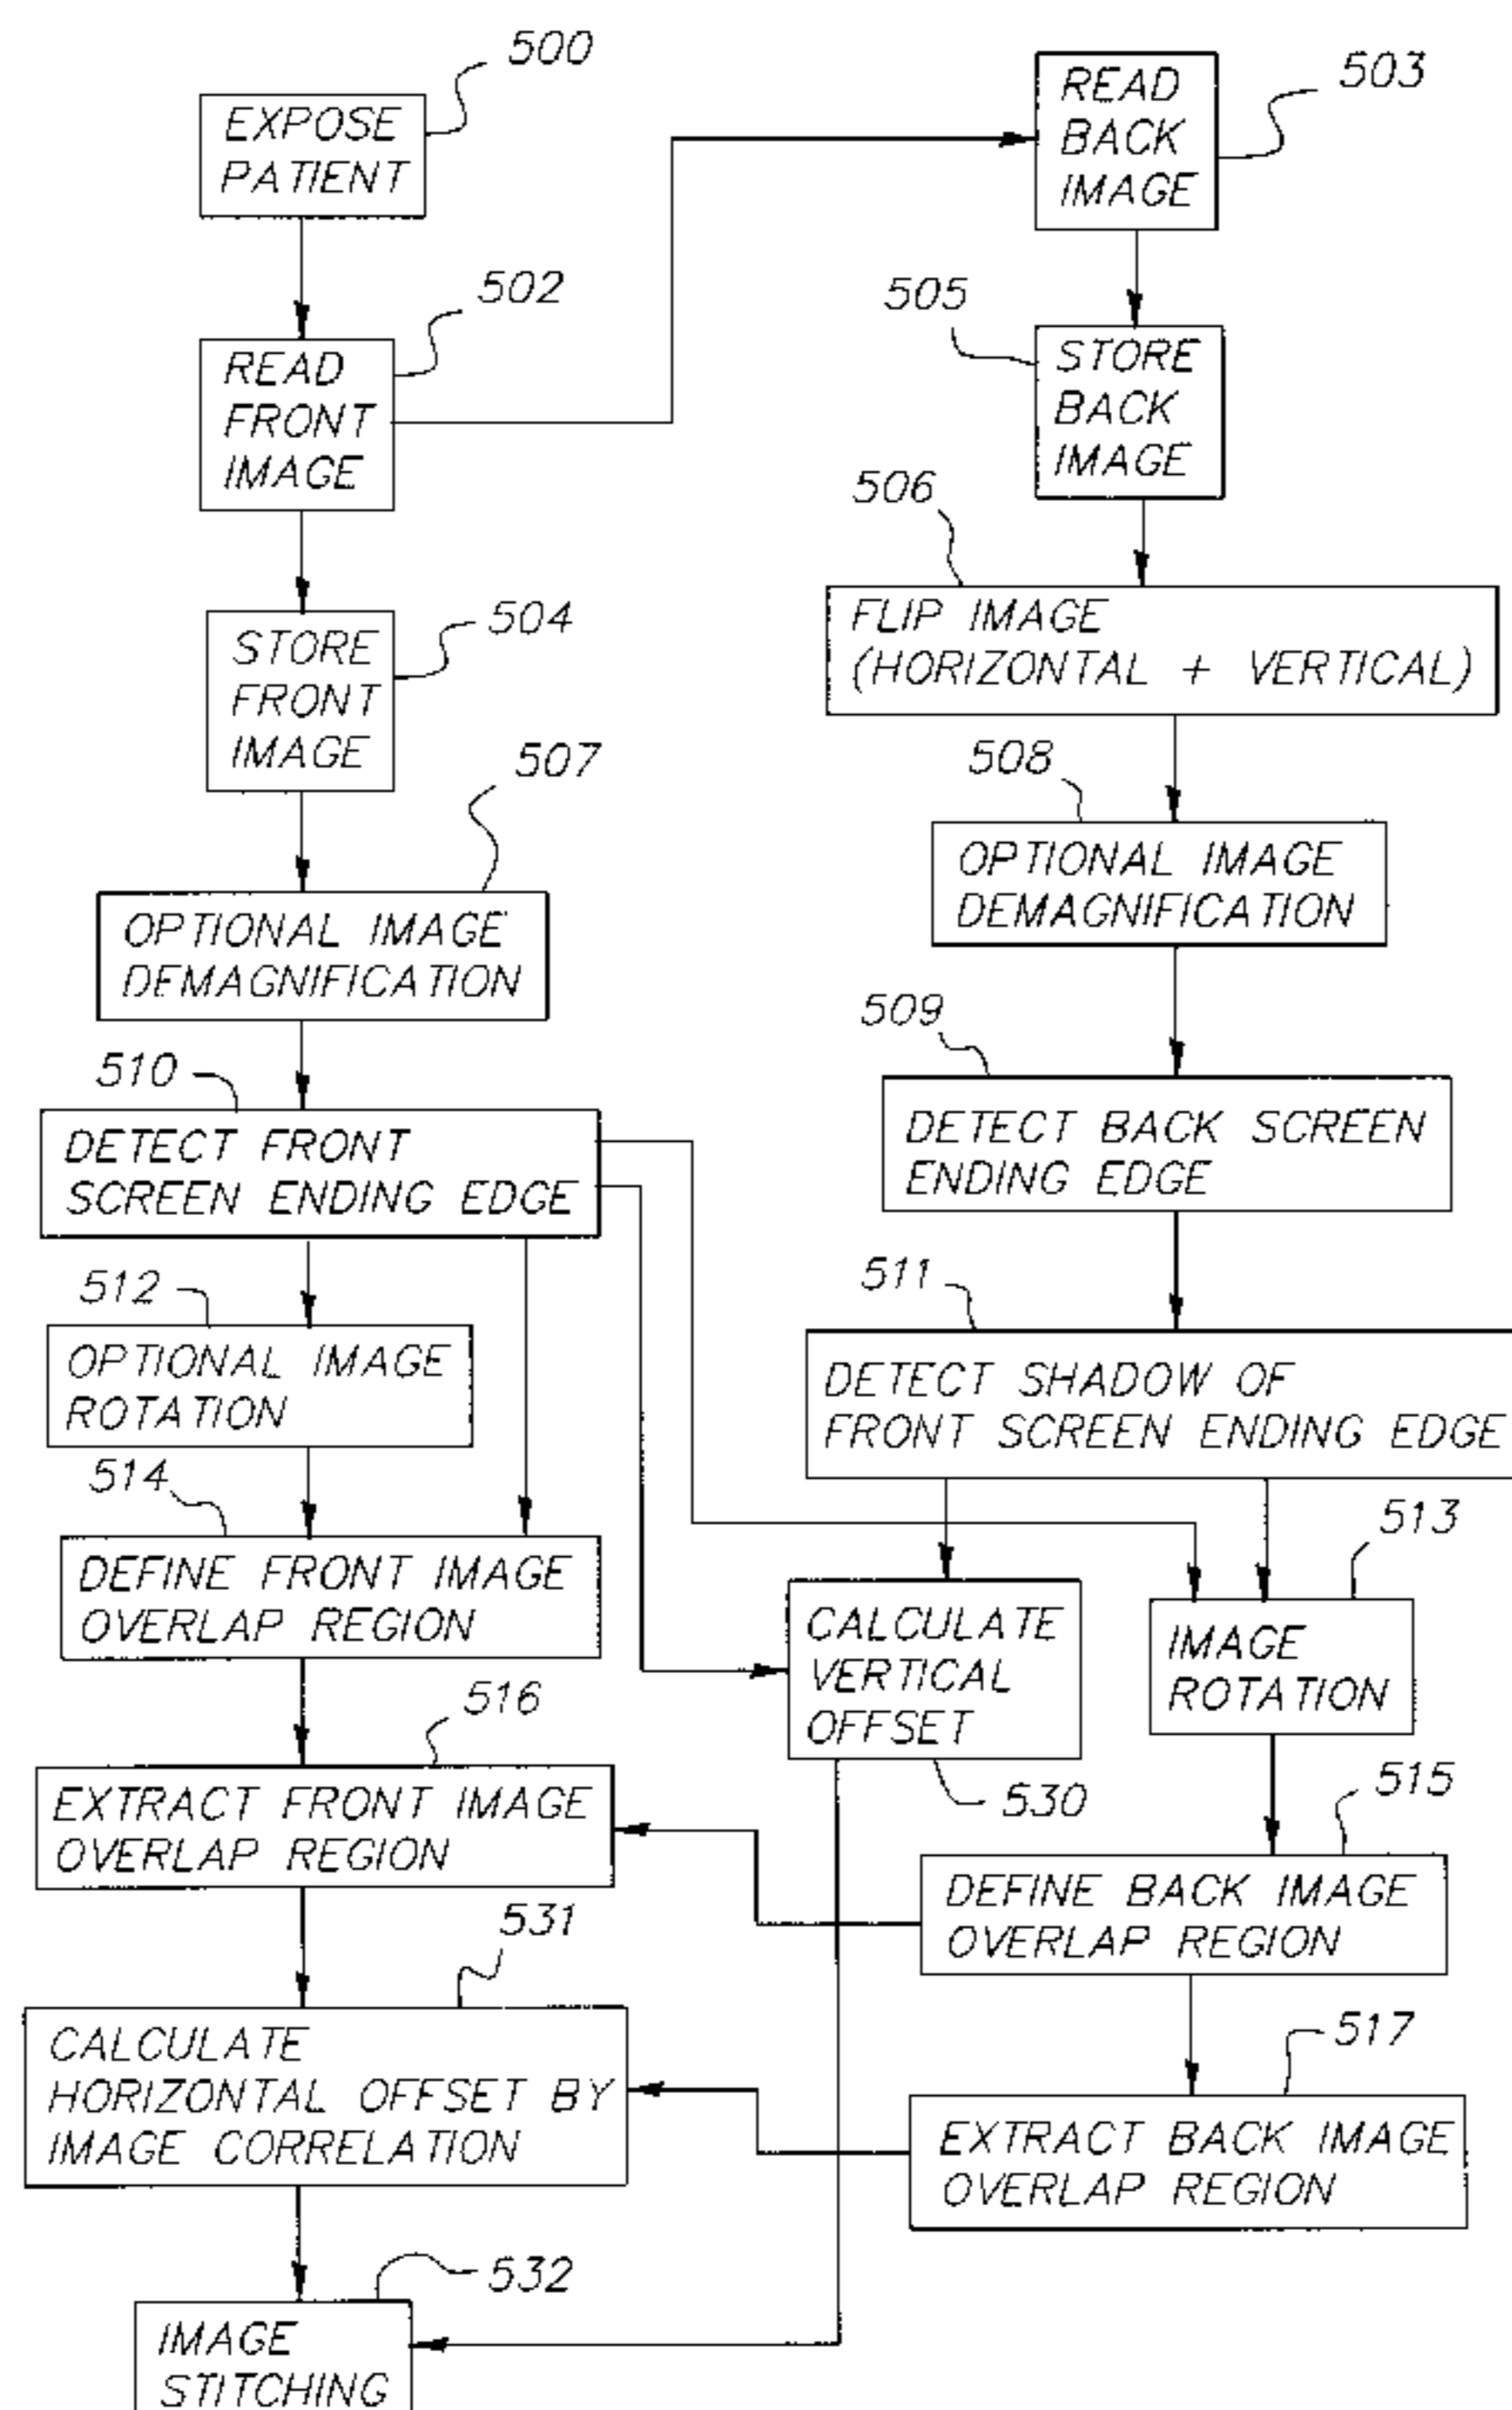 500
EXPOSE
PATIENT
503
READ
BACK
IMAGE
502
READ
FRONT
IMAGE
505
STORE
BACK
IMAGE
506
FLIP IMAGE
(HORIZONTAL + VERTICAL)
504
STORE
FRONT
IMAGE
507
OPTIONAL IMAGE
DEMAGNIFICATION
508
OPTIONAL IMAGE
DEMAGNIFICATION
509
DETECT BACK SCREEN
ENDING EDGE
510
DETECT FRONT
SCREEN ENDING EDGE
511
DETECT SHADOW OF
FRONT SCREEN ENDING EDGE
512
OPTIONAL IMAGE
ROTATION
514
DEFINE FRONT IMAGE
OVERLAP REGION
513
IMAGE
ROTATION
CALCULATE
VERTICAL
OFFSET
530
516
EXTRACT FRONT IMAGE
OVERLAP REGION
515
DEFINE BACK IMAGE
OVERLAP REGION
531
CALCULATE
HORIZONTAL OFFSET BY
IMAGE CORRELATION
517
EXTRACT BACK IMAGE
OVERLAP REGION
532
IMAGE
STITCHING